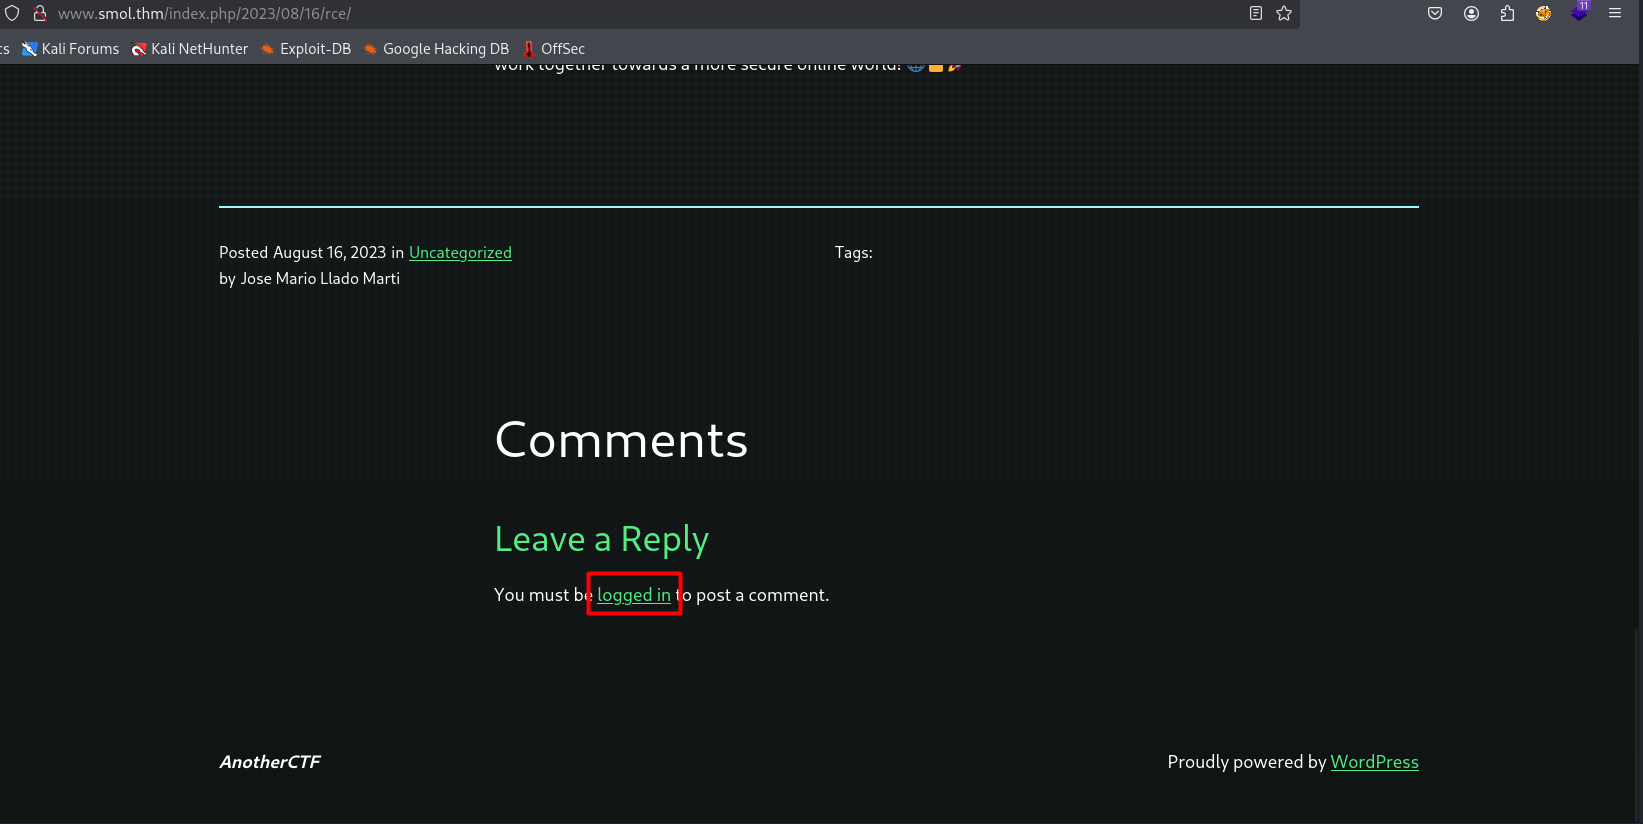 www.smol.thm/index.php/2023/08/16/rce/
11
cs Kali Forums Kali NetHunter Exploit-DB Google Hacking DB OffSec
work together towards a more secure online world!
Posted August 16, 2023 in Uncategorized
Tags:
by Jose Mario Llado Marti
Comments
Leave a Reply
You must be logged in to post a comment.
AnotherCTF
Proudly powered by WordPress